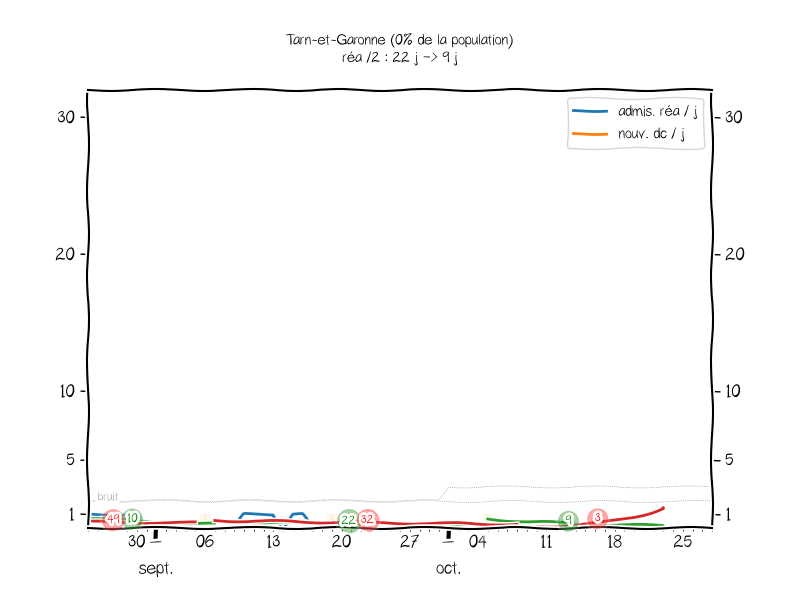 Tarn-et-Garonne (0% de la population)
réa /2 : 22 j -> 9 j
admis. réa / j
nouv. dc / j
30 30
20 20
10 10
5 5
bruit
1 49 10 22 32 9 3 1
30 06 13 20 27 04 11 18 25
sept. oct.